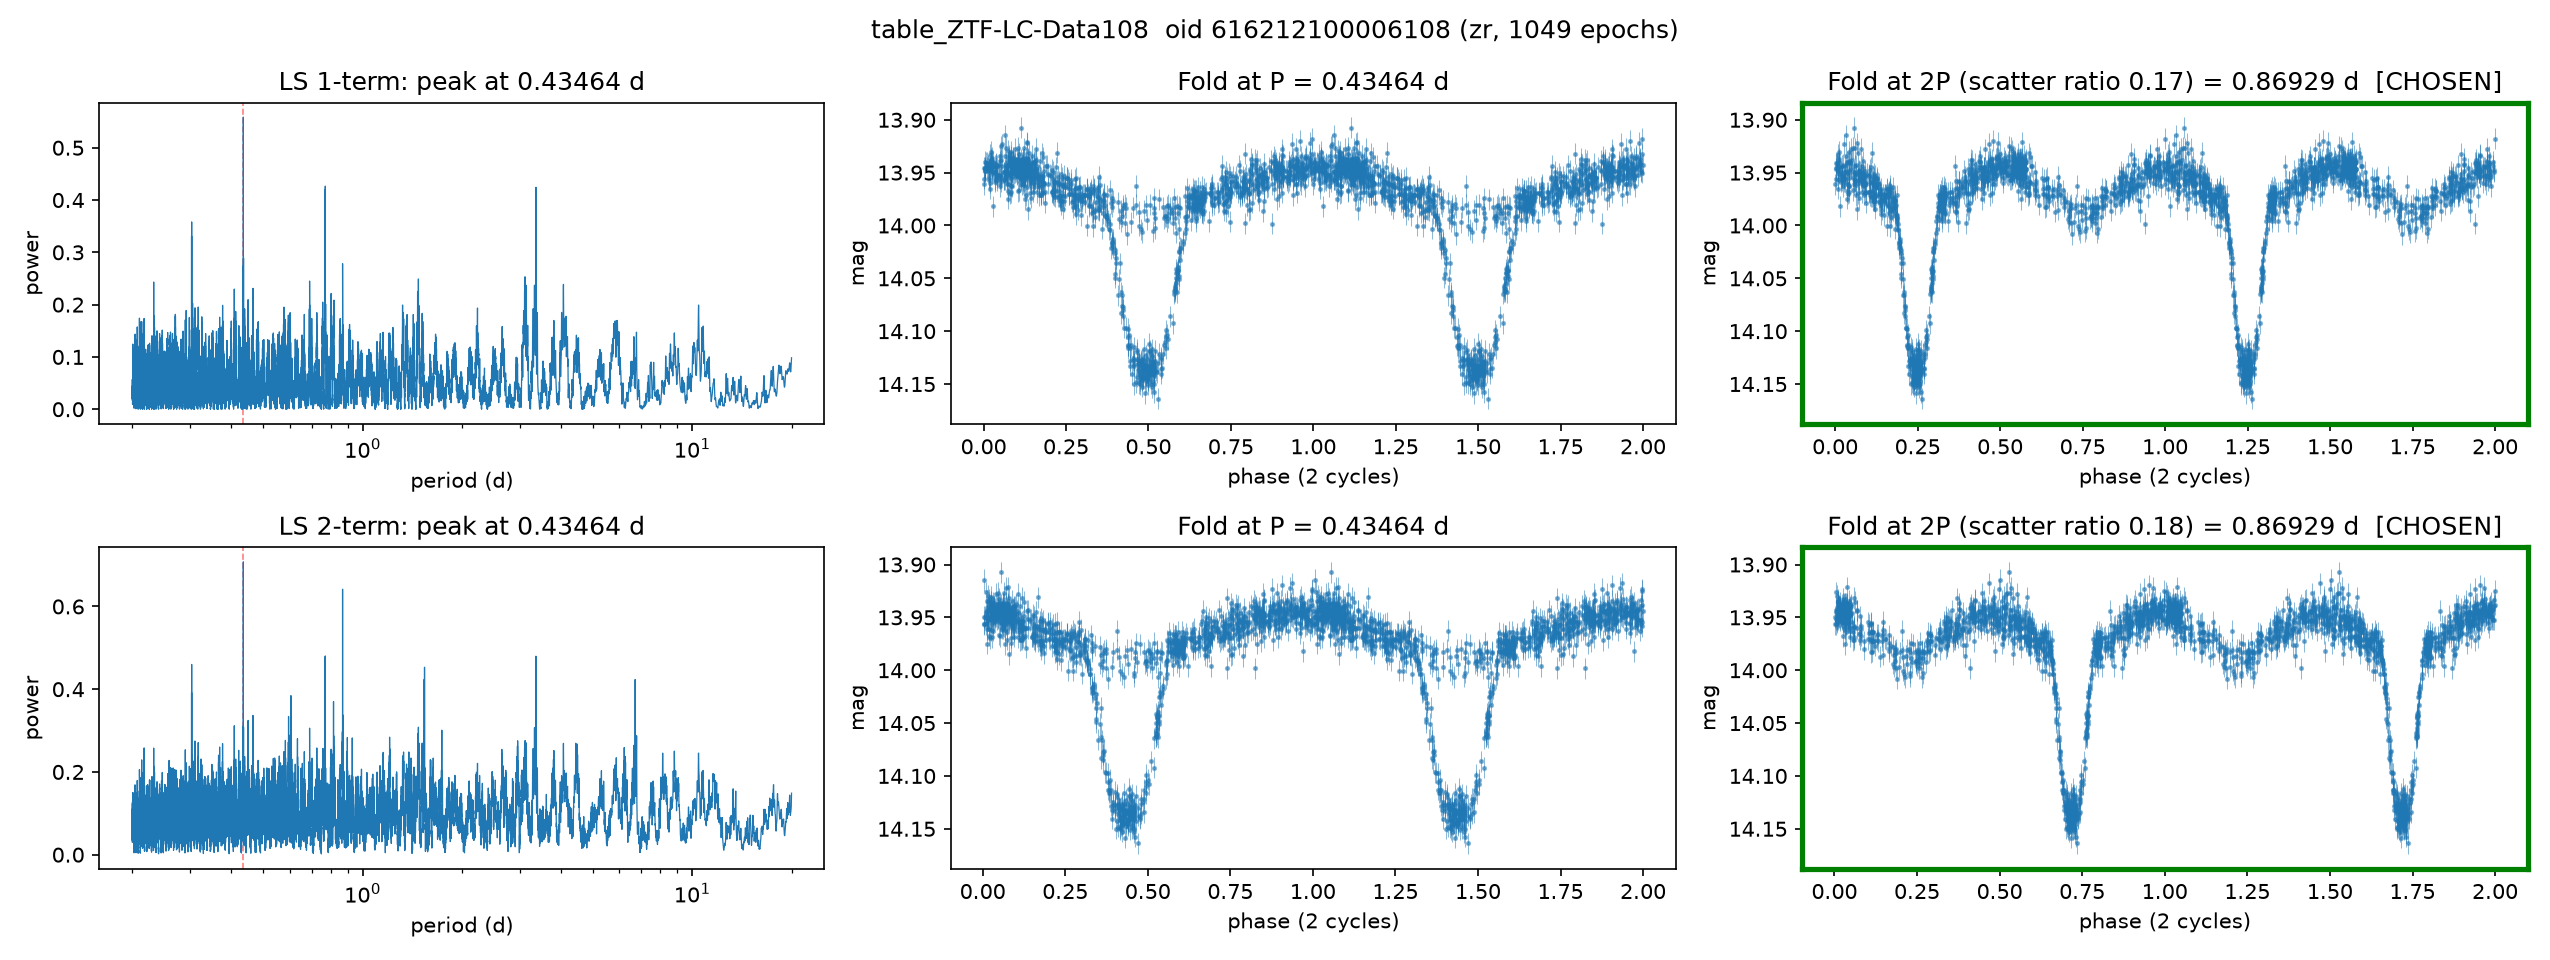 table_ZTF-LC-Data108  oid 616212100006108 (zr, 1049 epochs)
LS 1-term: peak at 0.43464 d
power
0.5
0.4
0.3
0.2
0.1
0.0
10^0
10^1
period (d)
Fold at P = 0.43464 d
mag
13.90
13.95
14.00
14.05
14.10
14.15
0.00 0.25 0.50 0.75 1.00 1.25 1.50 1.75 2.00
phase (2 cycles)
Fold at 2P (scatter ratio 0.17) = 0.86929 d  [CHOSEN]
mag
13.90
13.95
14.00
14.05
14.10
14.15
0.00 0.25 0.50 0.75 1.00 1.25 1.50 1.75 2.00
phase (2 cycles)
LS 2-term: peak at 0.43464 d
power
0.6
0.4
0.2
0.0
10^0
10^1
period (d)
Fold at P = 0.43464 d
mag
13.90
13.95
14.00
14.05
14.10
14.15
0.00 0.25 0.50 0.75 1.00 1.25 1.50 1.75 2.00
phase (2 cycles)
Fold at 2P (scatter ratio 0.18) = 0.86929 d  [CHOSEN]
mag
13.90
13.95
14.00
14.05
14.10
14.15
0.00 0.25 0.50 0.75 1.00 1.25 1.50 1.75 2.00
phase (2 cycles)